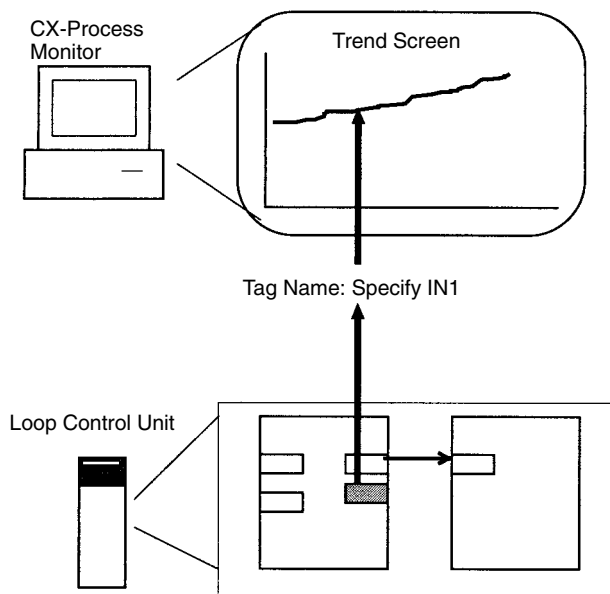 CX-Process
Monitor
Trend Screen
Tag Name: Specify IN1
Loop Control Unit